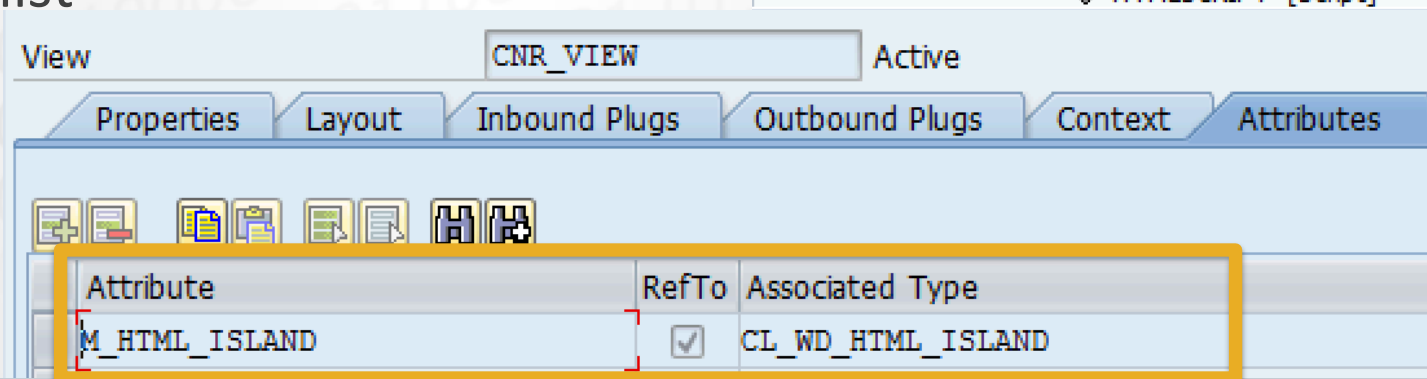 View CNR_VIEW Active
Properties Layout Inbound Plugs Outbound Plugs Context Attributes
Attribute RefTo Associated Type
M_HTML_ISLAND CL_WD_HTML_ISLAND